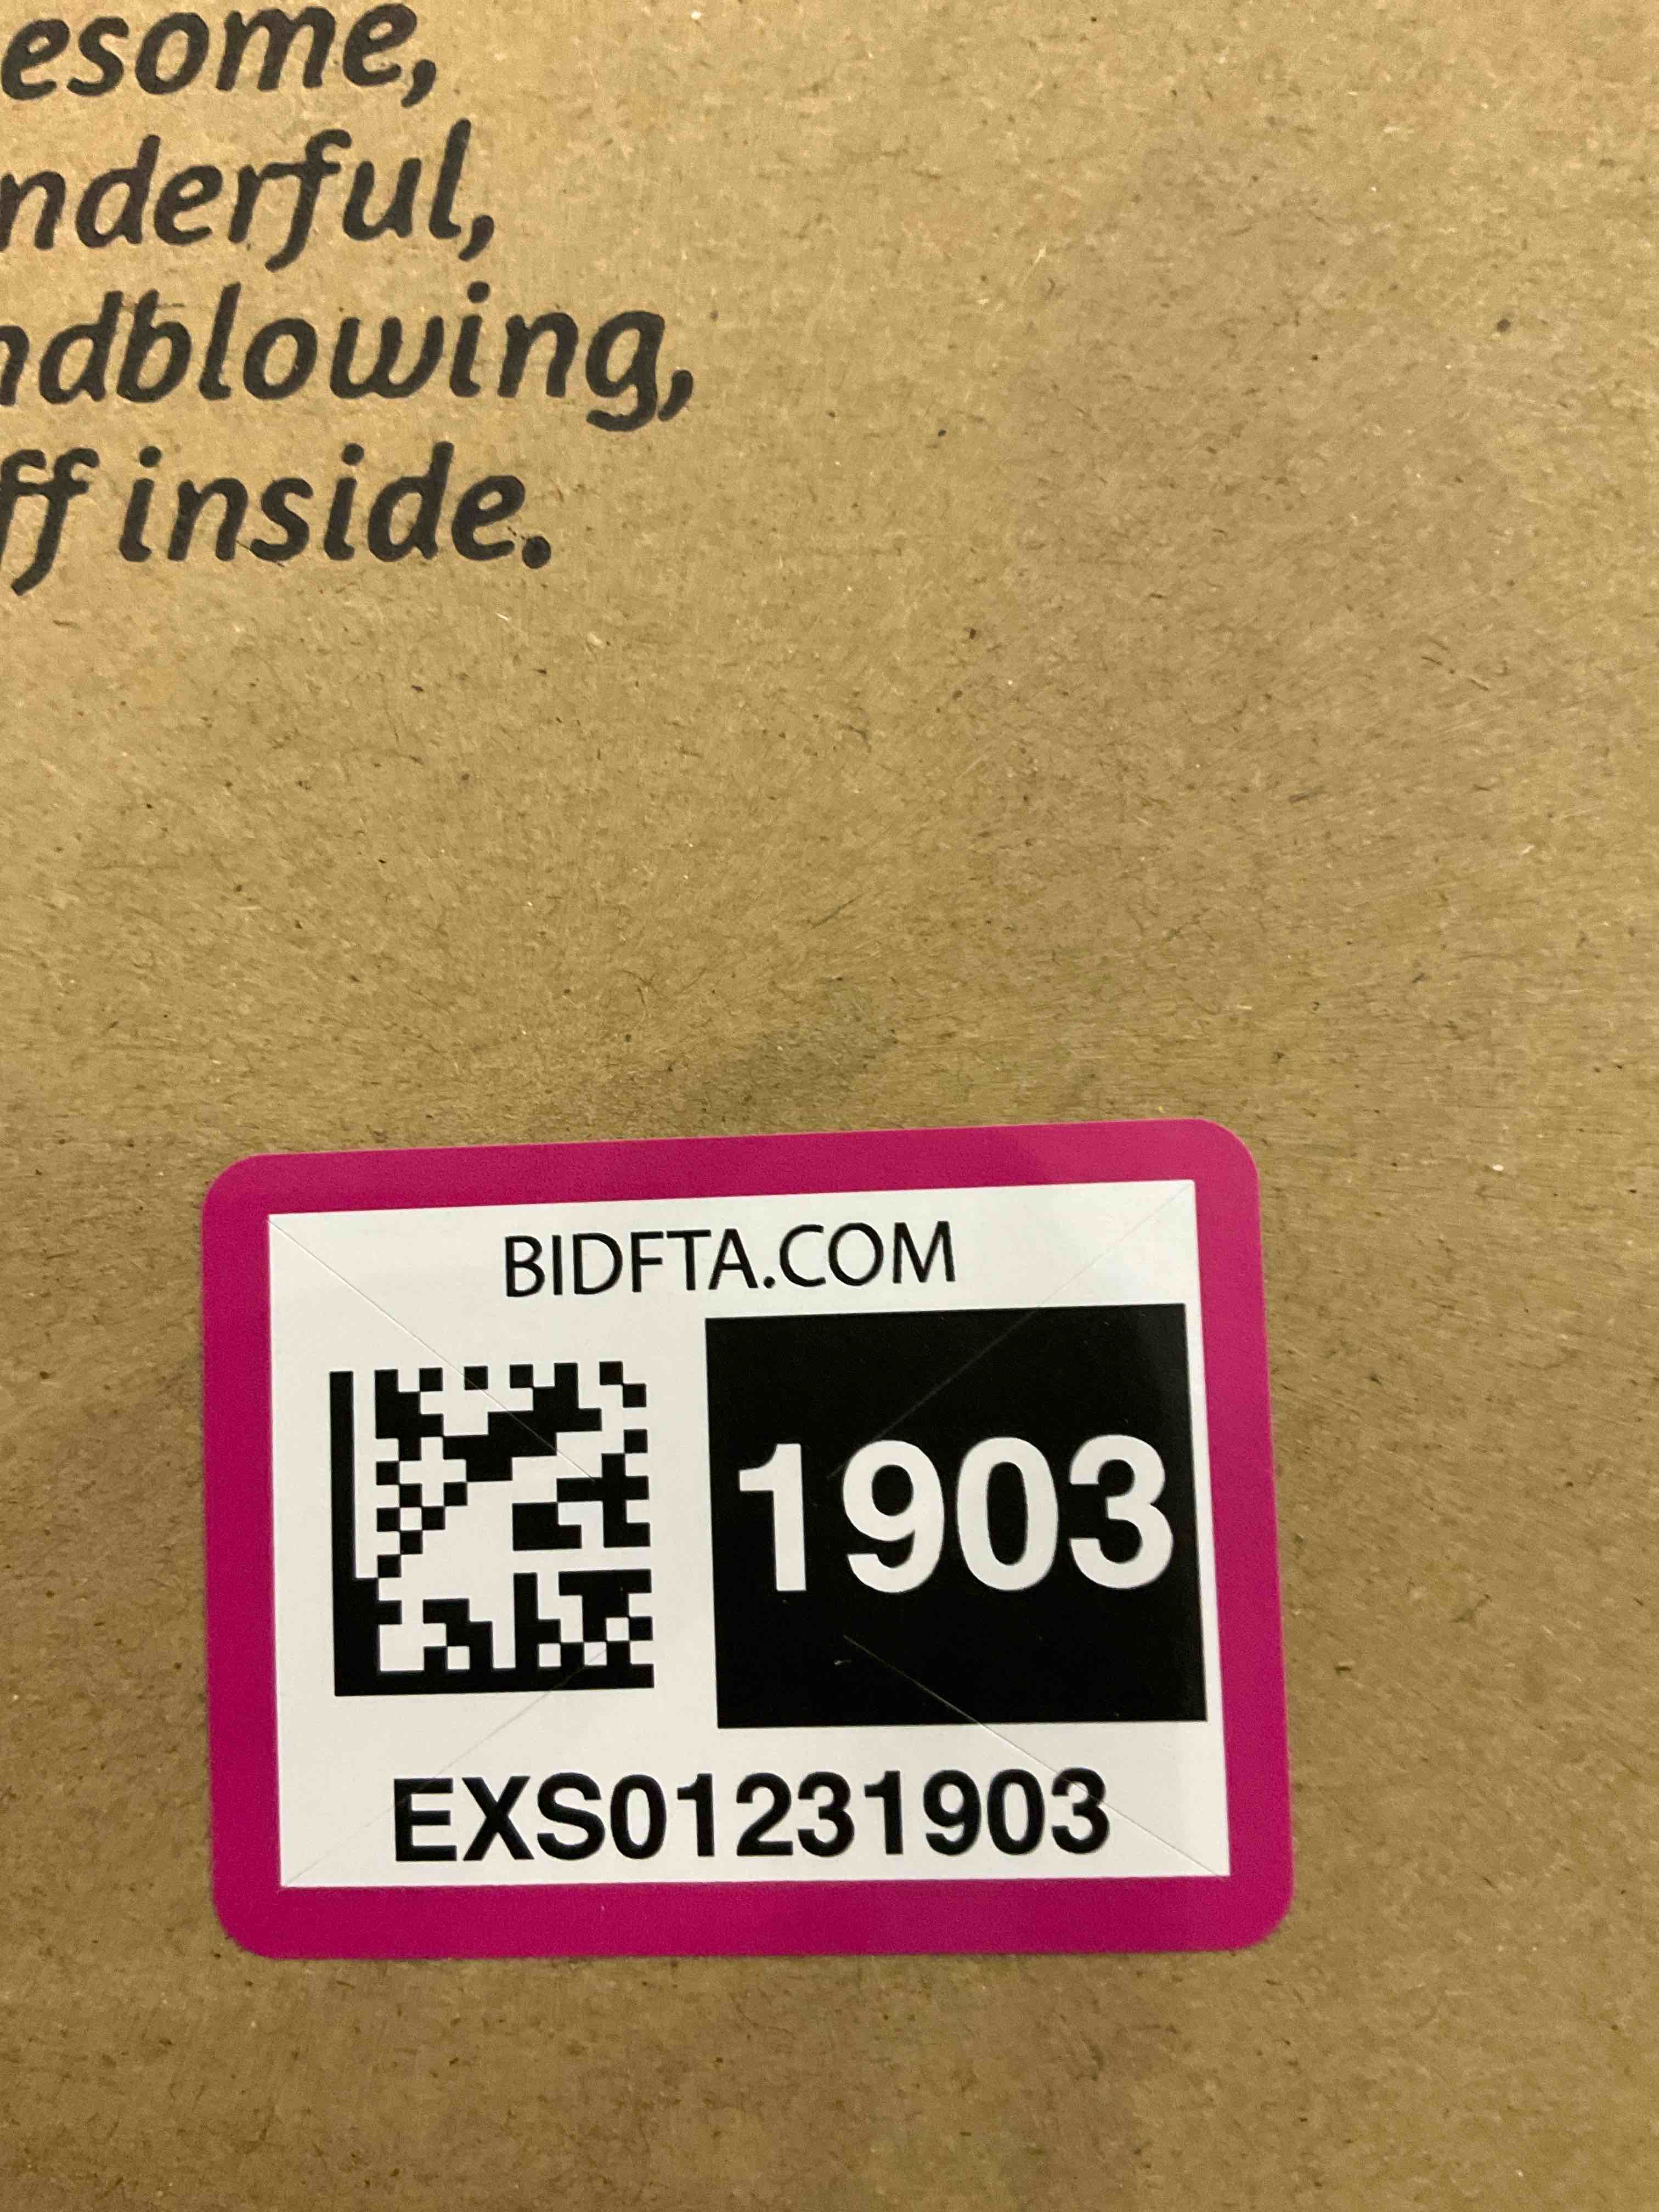 esome,
nderful,
ndblowing,
ff inside.
BIDFTA.COM
1903
EXS01231903